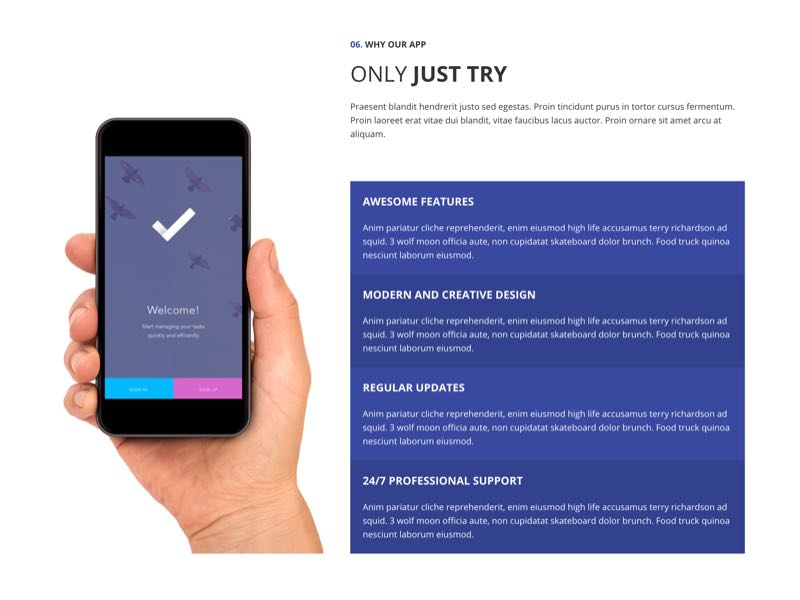 06. WHY OUR APP
ONLY JUST TRY
Praesent blandit hendrerit justo sed egestas. Proin tincidunt purus in tortor cursus fermentum.
Proin laoreet erat vitae dui blandit, vitae faucibus lacus auctor. Proin ornare sit amet arcu at
aliquam.
Welcome!
Start managing your tasks
quickly and efficiently
SIGN IN
SIGN UP
AWESOME FEATURES
Anim pariatur cliche reprehenderit, enim eiusmod high life accusamus terry richardson ad
squid. 3 wolf moon officia aute, non cupidatat skateboard dolor brunch. Food truck quinoa
nesciunt laborum eiusmod.
MODERN AND CREATIVE DESIGN
Anim pariatur cliche reprehenderit, enim eiusmod high life accusamus terry richardson ad
squid. 3 wolf moon officia aute, non cupidatat skateboard dolor brunch. Food truck quinoa
nesciunt laborum eiusmod.
REGULAR UPDATES
Anim pariatur cliche reprehenderit, enim eiusmod high life accusamus terry richardson ad
squid. 3 wolf moon officia aute, non cupidatat skateboard dolor brunch. Food truck quinoa
nesciunt laborum eiusmod.
24/7 PROFESSIONAL SUPPORT
Anim pariatur cliche reprehenderit, enim eiusmod high life accusamus terry richardson ad
squid. 3 wolf moon officia aute, non cupidatat skateboard dolor brunch. Food truck quinoa
nesciunt laborum eiusmod.